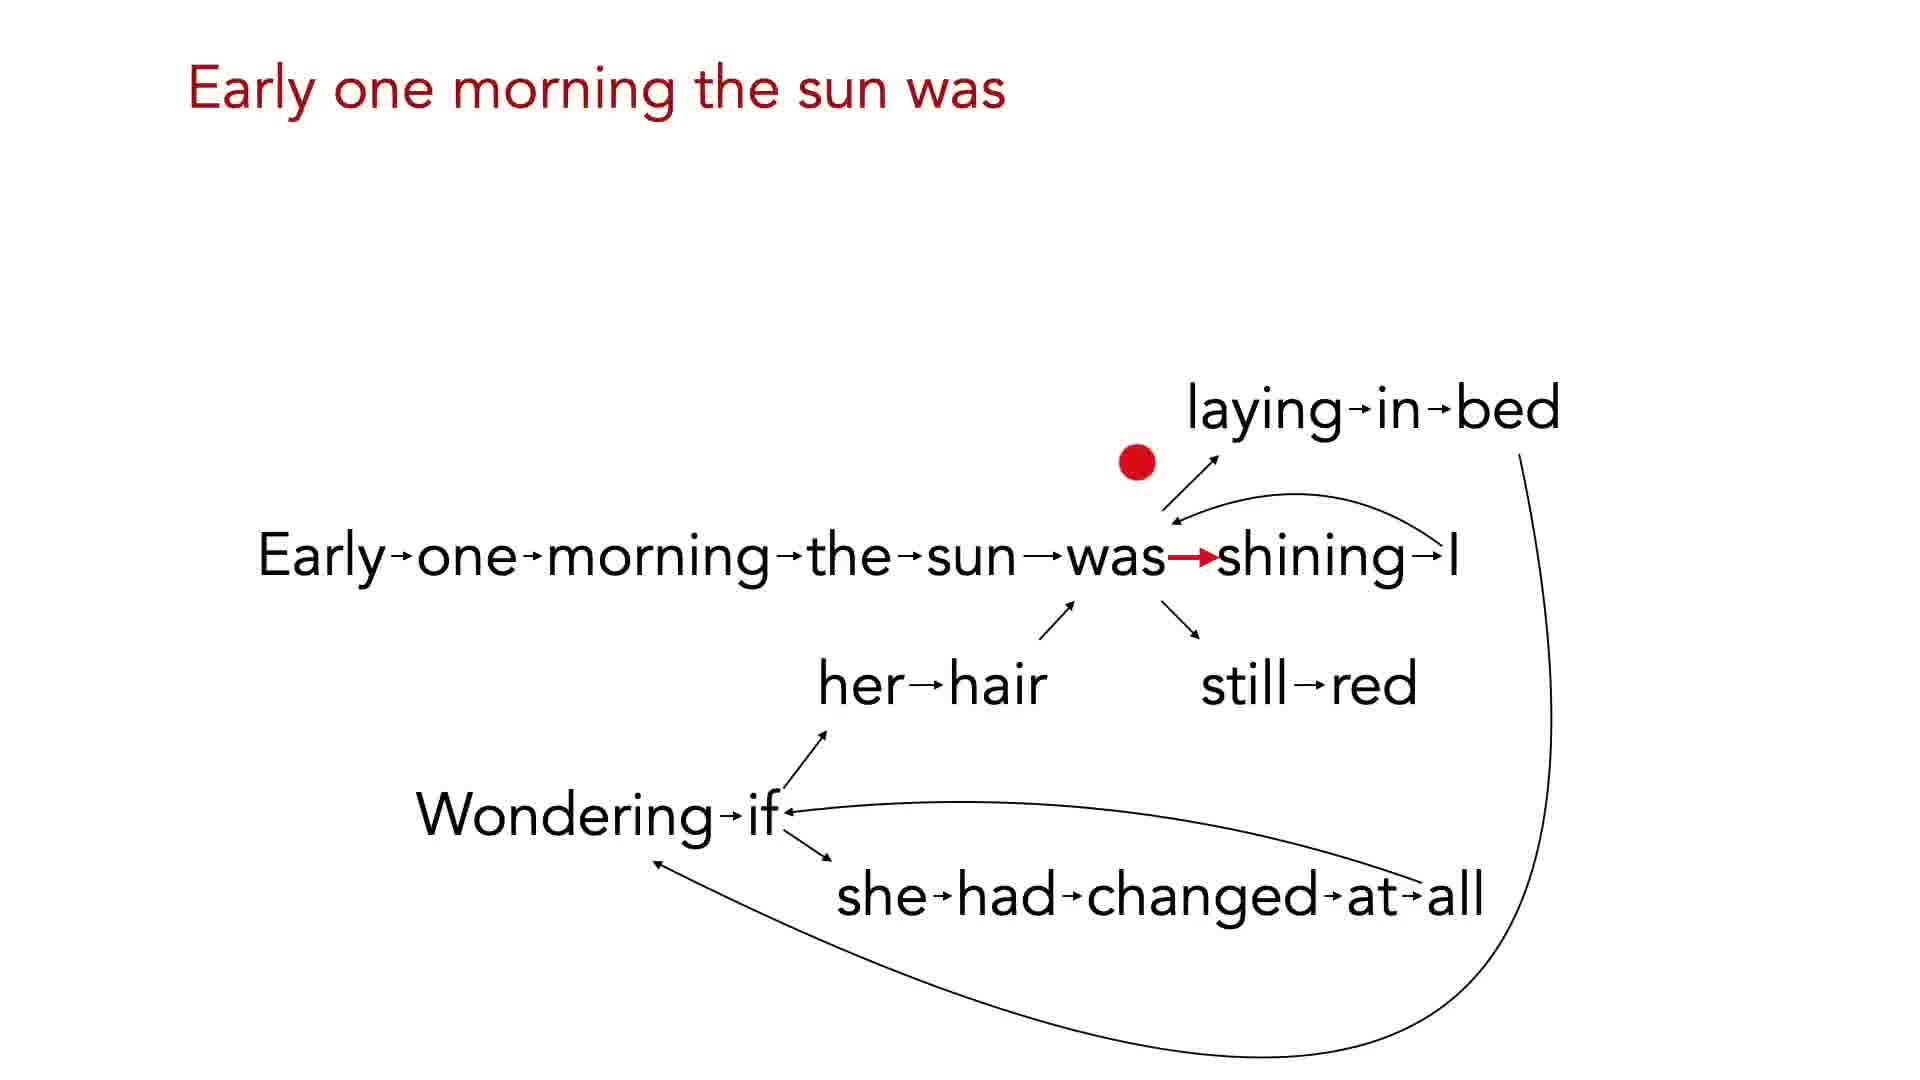 Early one morning the sun was
laying in bed
Early one morning the sun was shining I
her hair still red
Wondering if
she had changed at all